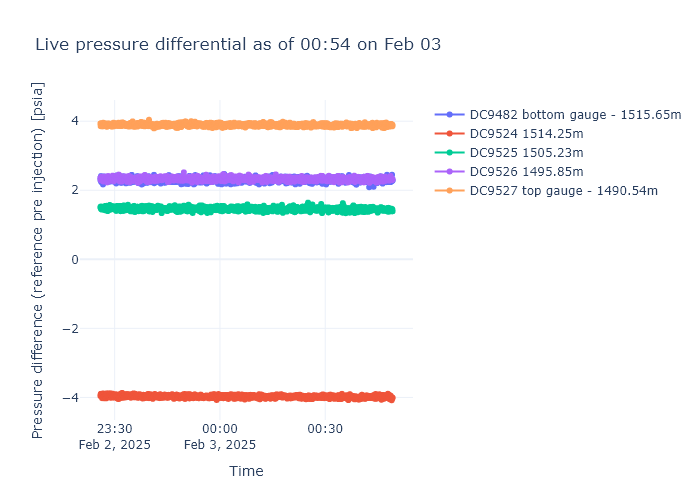 Live pressure differential as of 00:54 on Feb 03
Pressure difference (reference pre injection) [psia]
4
2
0
−2
−4
23:30
Feb 2, 2025
00:00
Feb 3, 2025
00:30
Time
DC9482 bottom gauge - 1515.65m
DC9524 1514.25m
DC9525 1505.23m
DC9526 1495.85m
DC9527 top gauge - 1490.54m